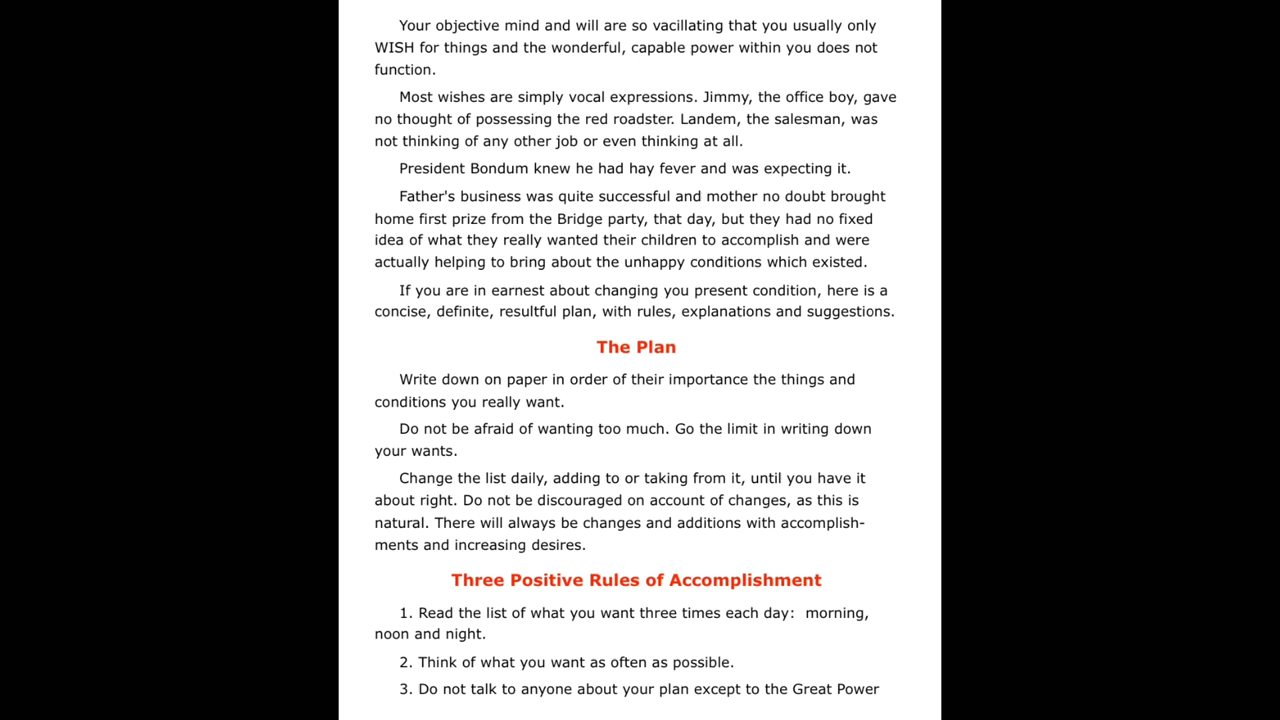 Your objective mind and will are so vacillating that you usually only
WISH for things and the wonderful, capable power within you does not
function.
Most wishes are simply vocal expressions. Jimmy, the office boy, gave
no thought of possessing the red roadster. Landem, the salesman, was
not thinking of any other job or even thinking at all.
President Bondum knew he had hay fever and was expecting it.
Father's business was quite successful and mother no doubt brought
home first prize from the Bridge party, that day, but they had no fixed
idea of what they really wanted their children to accomplish and were
actually helping to bring about the unhappy conditions which existed.
If you are in earnest about changing you present condition, here is a
concise, definite, resultful plan, with rules, explanations and suggestions.
The Plan
Write down on paper in order of their importance the things and
conditions you really want.
Do not be afraid of wanting too much. Go the limit in writing down
your wants.
Change the list daily, adding to or taking from it, until you have it
about right. Do not be discouraged on account of changes, as this is
natural. There will always be changes and additions with accomplish-
ments and increasing desires.
Three Positive Rules of Accomplishment
1. Read the list of what you want three times each day:  morning,
noon and night.
2. Think of what you want as often as possible.
3. Do not talk to anyone about your plan except to the Great Power